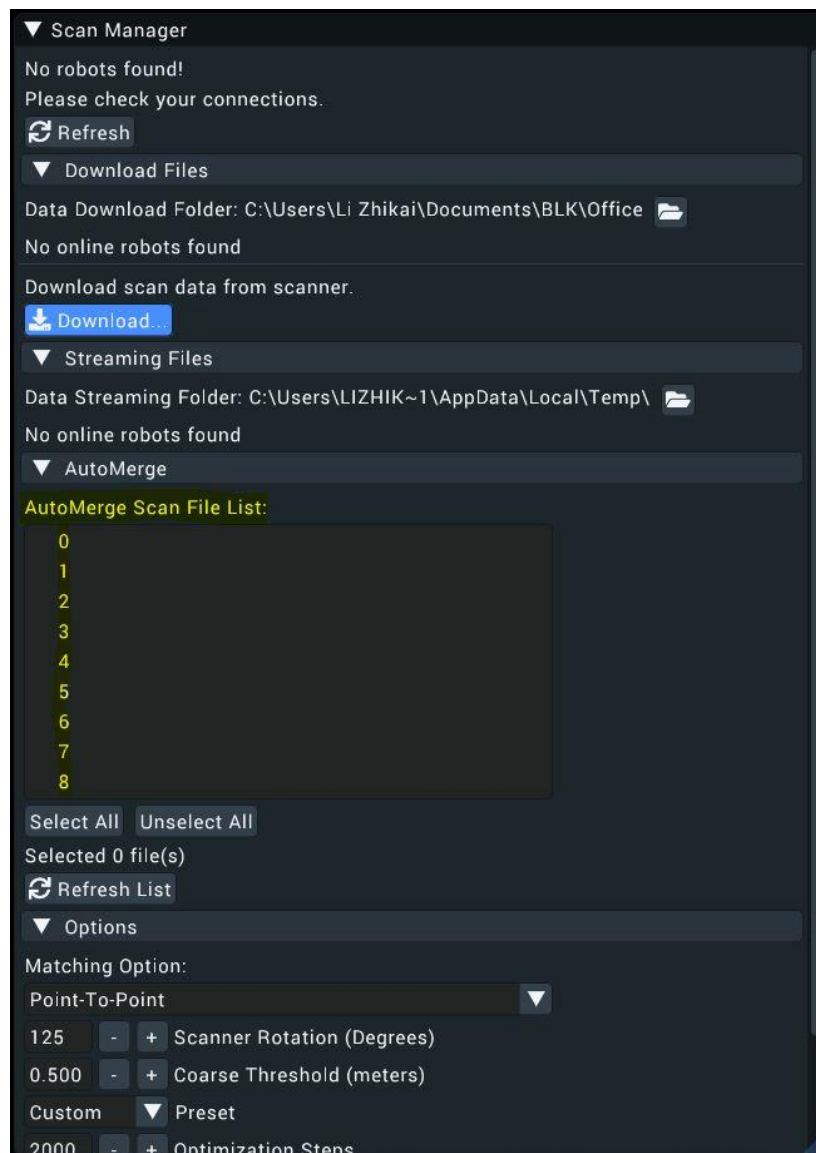 Scan Manager
No robots found!
Please check your connections.
Refresh
Download Files
Data Download Folder: C:\Users\Li Zhikai\Documents\BLK\Office
No online robots found
Download scan data from scanner.
Download...
Streaming Files
Data Streaming Folder: C:\Users\LIZHIK~1\AppData\Local\Temp\
No online robots found
AutoMerge
AutoMerge Scan File List:
0
1
2
3
4
5
6
7
8
Select All Unselect All
Selected 0 file(s)
Refresh List
Options
Matching Option:
Point-To-Point
125 - + Scanner Rotation (Degrees)
0.500 - + Coarse Threshold (meters)
Custom Preset
2000 - + Optimization Steps